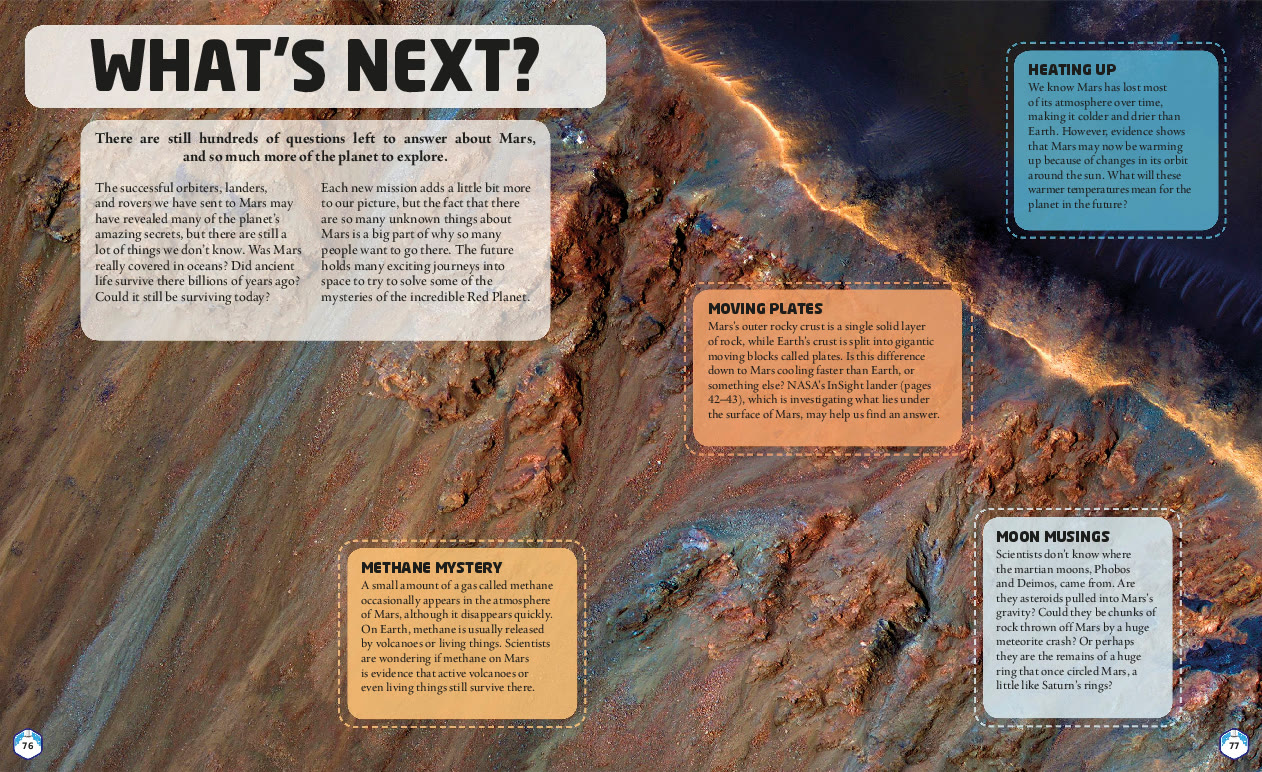 WHAT'S NEXT?
There are still hundreds of questions left to answer about Mars,
and so much more of the planet to explore.
The successful orbiters, landers,
and rovers we have sent to Mars may
have revealed many of the planet's
amazing secrets, but there are still a
lot of things we don't know. Was Mars
really covered in oceans? Did ancient
life survive there billions of years ago?
Could it still be surviving today?
Each new mission adds a little bit more
to our picture, but the fact that there
are so many unknown things about
Mars is a big part of why so many
people want to go there. The future
holds many exciting journeys into
space to try to solve some of the
mysteries of the incredible Red Planet.
HEATING UP
We know Mars has lost most
of its atmosphere over time,
making it colder and drier than
Earth. However, evidence shows
that Mars may now be warming
up because of changes in its orbit
around the sun. What will these
warmer temperatures mean for the
planet in the future?
MOVING PLATES
Mars's outer rocky crust is a single solid layer
of rock, while Earth's crust is split into gigantic
moving blocks called plates. Is this difference
down to Mars cooling faster than Earth, or
something else? NASA's InSight lander (pages
42–43), which is investigating what lies under
the surface of Mars, may help us find an answer.
METHANE MYSTERY
A small amount of a gas called methane
occasionally appears in the atmosphere
of Mars, although it disappears quickly.
On Earth, methane is usually released
by volcanoes or living things. Scientists
are wondering if methane on Mars
is evidence that active volcanoes or
even living things still survive there.
MOON MUSINGS
Scientists don't know where
the martian moons, Phobos
and Deimos, came from. Are
they asteroids pulled into Mars's
gravity? Could they be chunks of
rock thrown off Mars by a huge
meteorite crash? Or perhaps
they are the remains of a huge
ring that once circled Mars, a
little like Saturn's rings?
76
77